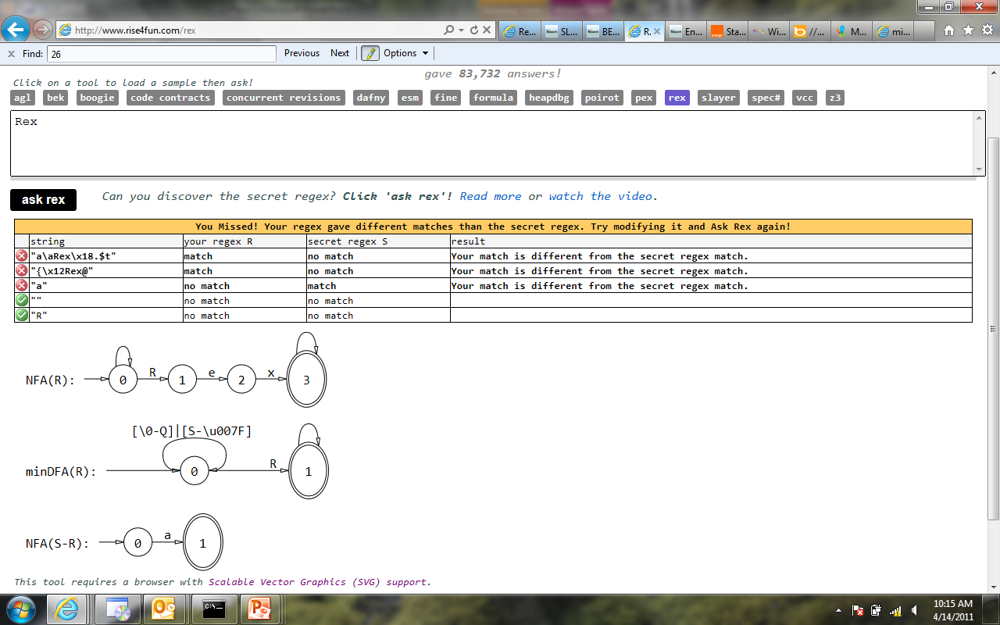 http://www.rise4fun.com/rex
Re...
SL...
BE...
R.
En...
Sta...
Wi...
//...
M...
mi...
x Find: 26 Previous Next Options
gave 83,732 answers!
Click on a tool to load a sample then ask!
agl bek boogie code contracts concurrent revisions dafny esm fine formula heapdbg poirot pex rex slayer spec# vcc z3
Rex
ask rex Can you discover the secret regex? Click 'ask rex'! Read more or watch the video.
You Missed! Your regex gave different matches than the secret regex. Try modifying it and Ask Rex again!
string your regex R secret regex S result
"a\aRex\x18.$t" match no match Your match is different from the secret regex match.
"{\x12Rex@" match no match Your match is different from the secret regex match.
"a" no match match Your match is different from the secret regex match.
"" no match no match
"R" no match no match
NFA(R): 0 R 1 e 2 x 3
[\0-Q]|[S-\u007F]
minDFA(R): 0 R 1
NFA(S-R): 0 a 1
This tool requires a browser with Scalable Vector Graphics (SVG) support.
C:\_
10:15 AM
4/14/2011